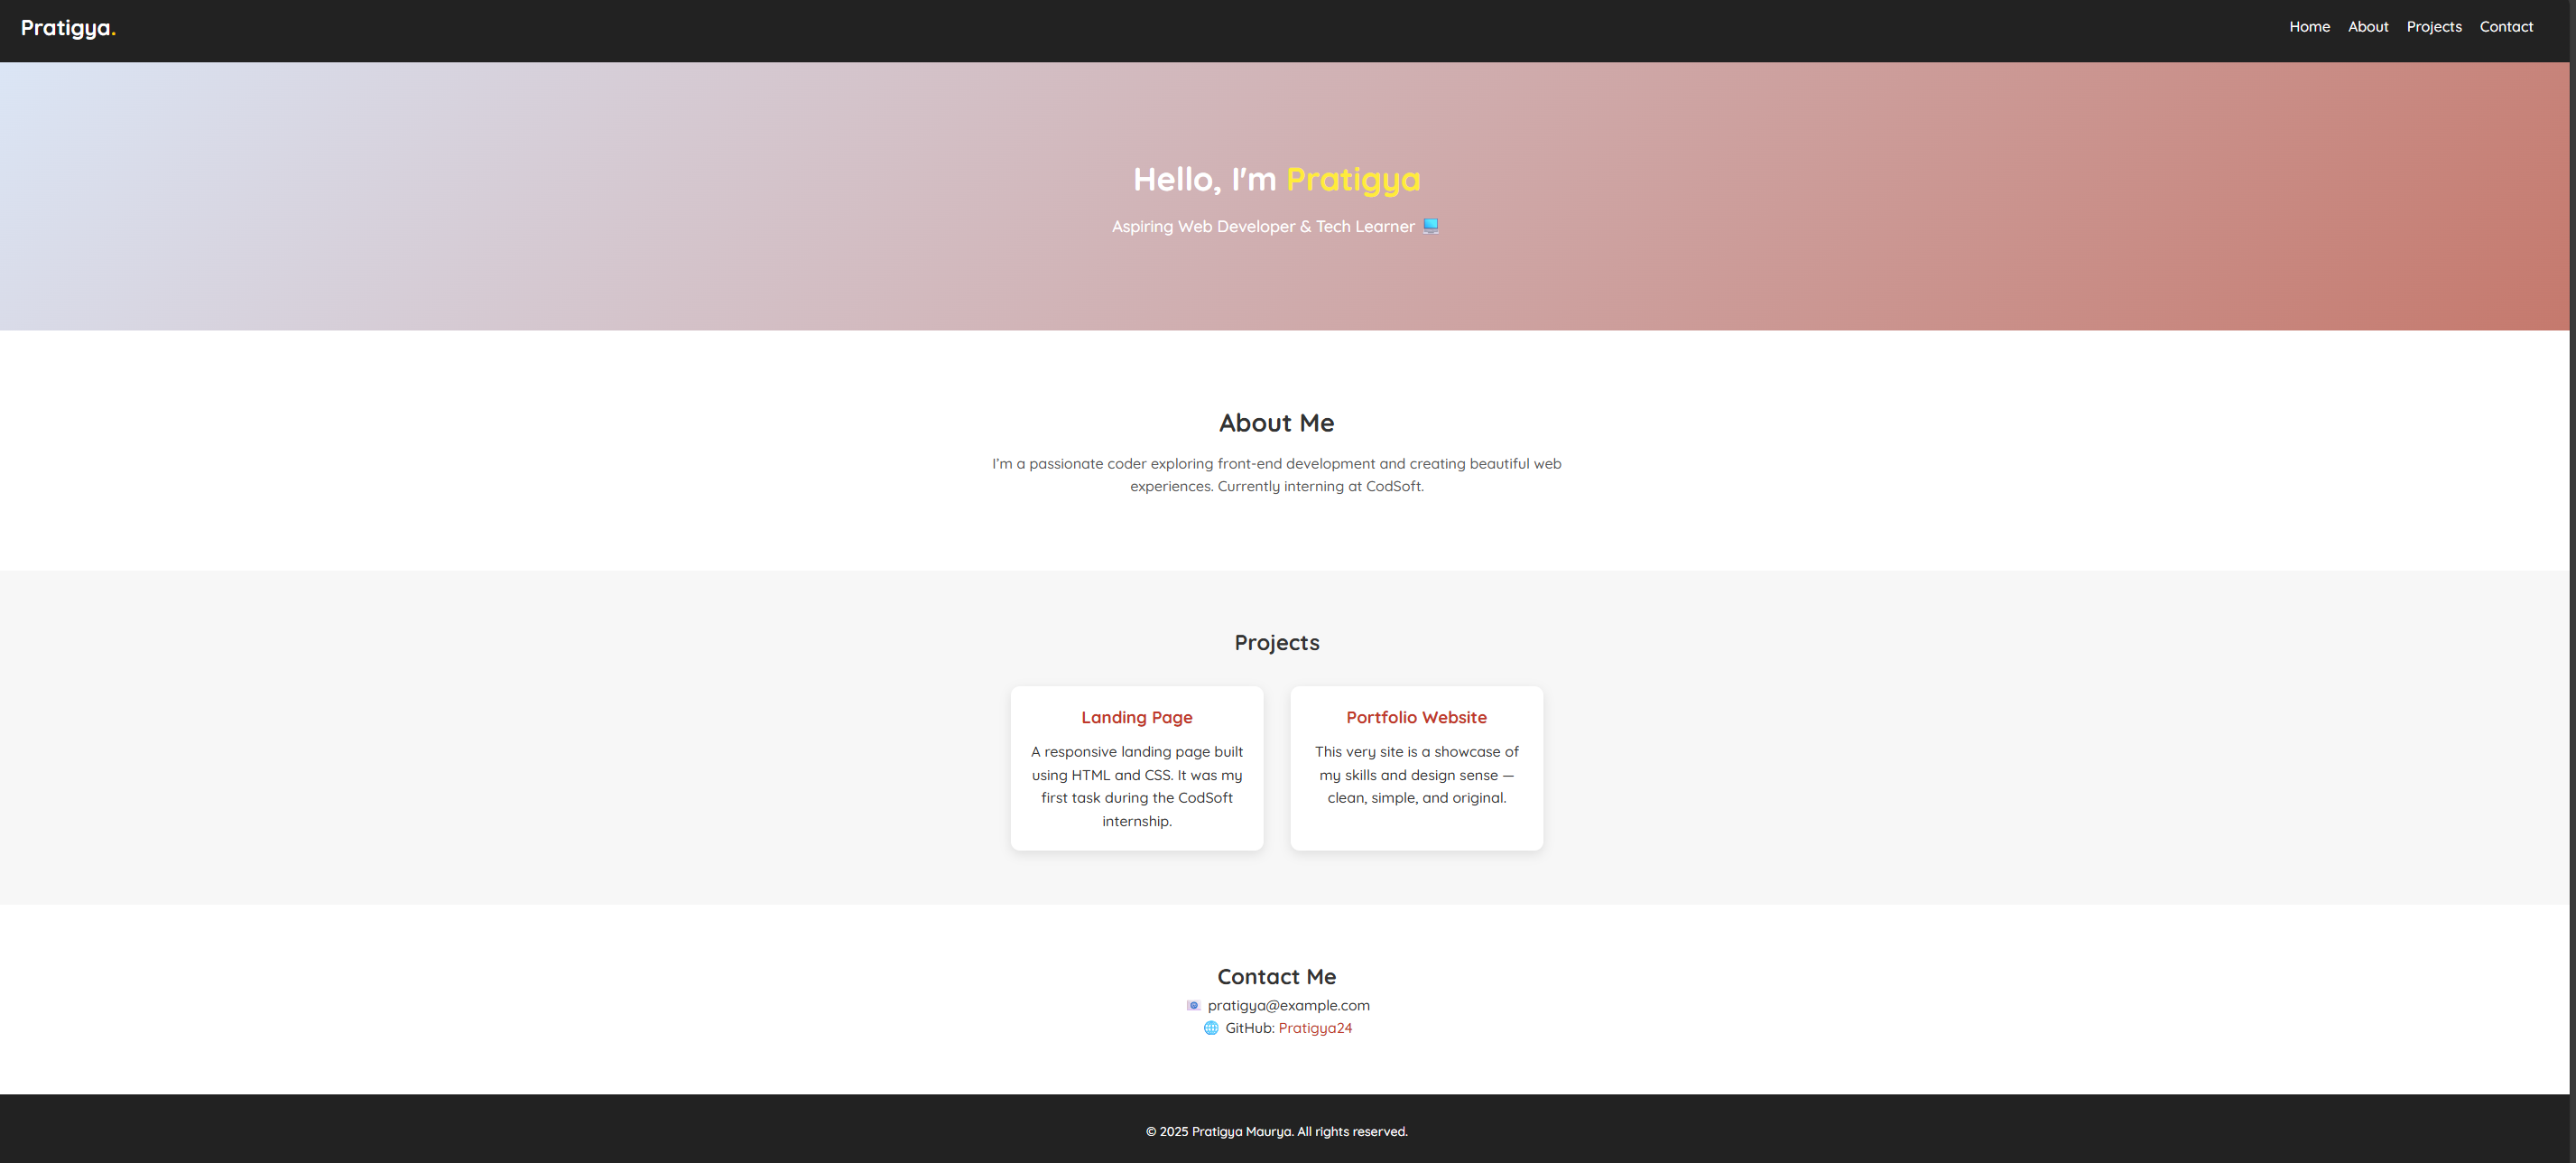 Pratigya.
Home About Projects Contact
Hello, I'm Pratigya
Aspiring Web Developer & Tech Learner 💻
About Me
I'm a passionate coder exploring front-end development and creating beautiful web
experiences. Currently interning at CodSoft.
Projects
Landing Page
A responsive landing page built
using HTML and CSS. It was my
first task during the CodSoft
internship.
Portfolio Website
This very site is a showcase of
my skills and design sense —
clean, simple, and original.
Contact Me
📧 pratigya@example.com
🌐 GitHub: Pratigya24
© 2025 Pratigya Maurya. All rights reserved.